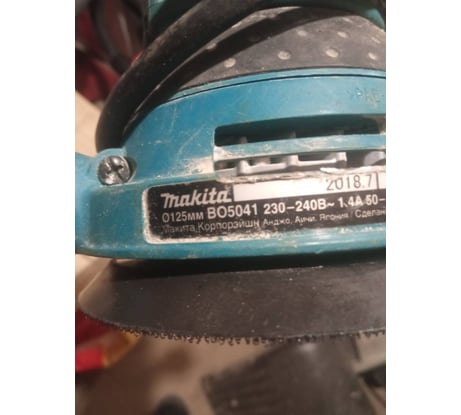 makita 2018.7
Ø125мм BO5041 230-240В~ 1,4A 50-
Макита Корпорэйшн Анджо, Аичи, Япония / Сделан